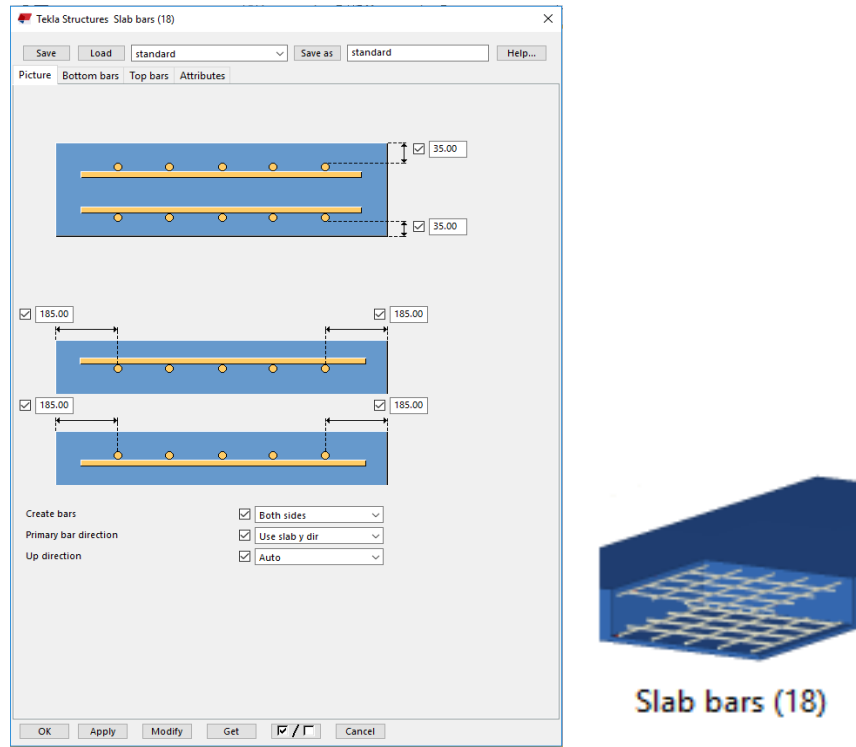 Tekla Structures Slab bars (18)
Save Load standard Save as standard Help...
Picture Bottom bars Top bars Attributes
35.00
35.00
185.00 185.00
185.00 185.00
Create bars Both sides
Primary bar direction Use slab y dir
Up direction Auto
OK Apply Modify Get / Cancel
Slab bars (18)